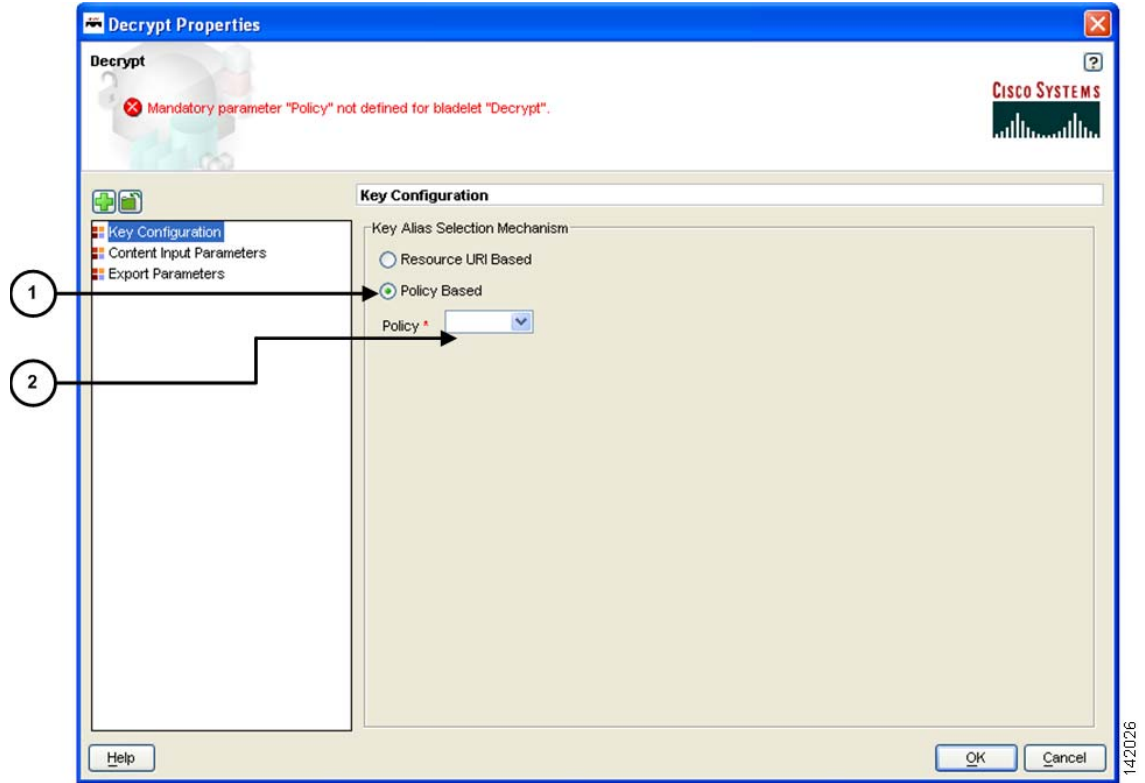 Decrypt Properties
Decrypt
?
Mandatory parameter "Policy" not defined for bladelet "Decrypt".
CISCO SYSTEMS
Key Configuration
Key Configuration
Content Input Parameters
Export Parameters
Key Alias Selection Mechanism
Resource URI Based
1
Policy Based
Policy *
2
Help
OK
Cancel
142026